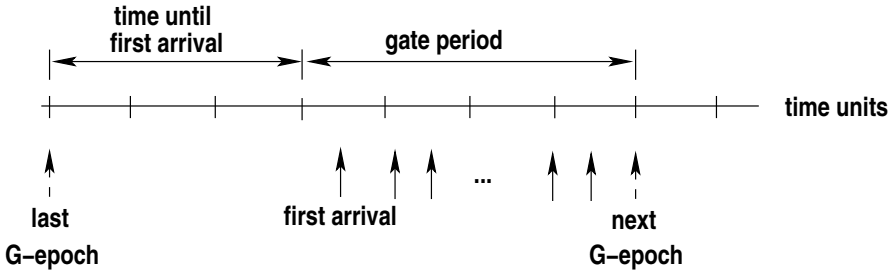 time until
first arrival
gate period
time units
...
first arrival
last
G−epoch
next
G−epoch